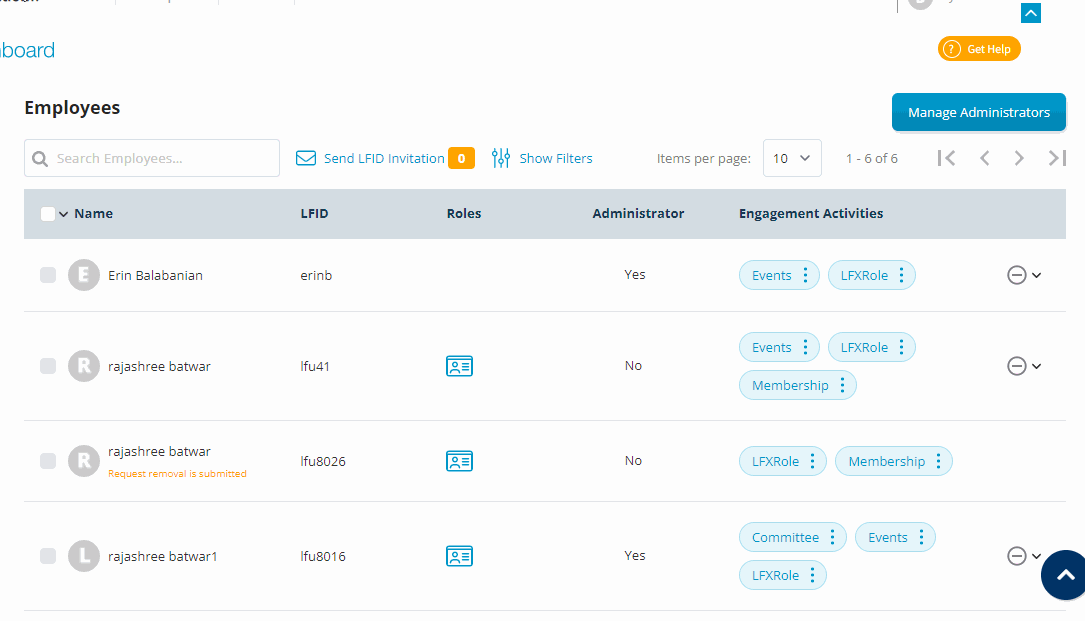 board
Get Help
Employees
Manage Administrators
Search Employees...
Send LFID Invitation 0
Show Filters
Items per page: 10
1 - 6 of 6
Name LFID Roles Administrator Engagement Activities
E Erin Balabanian erinb Yes Events LFXRole
R rajashree batwar lfu41 No Events LFXRole
Membership
R rajashree batwar
Request removal is submitted
lfu8026 No LFXRole Membership
L rajashree batwar1 lfu8016 Yes Committee Events
LFXRole